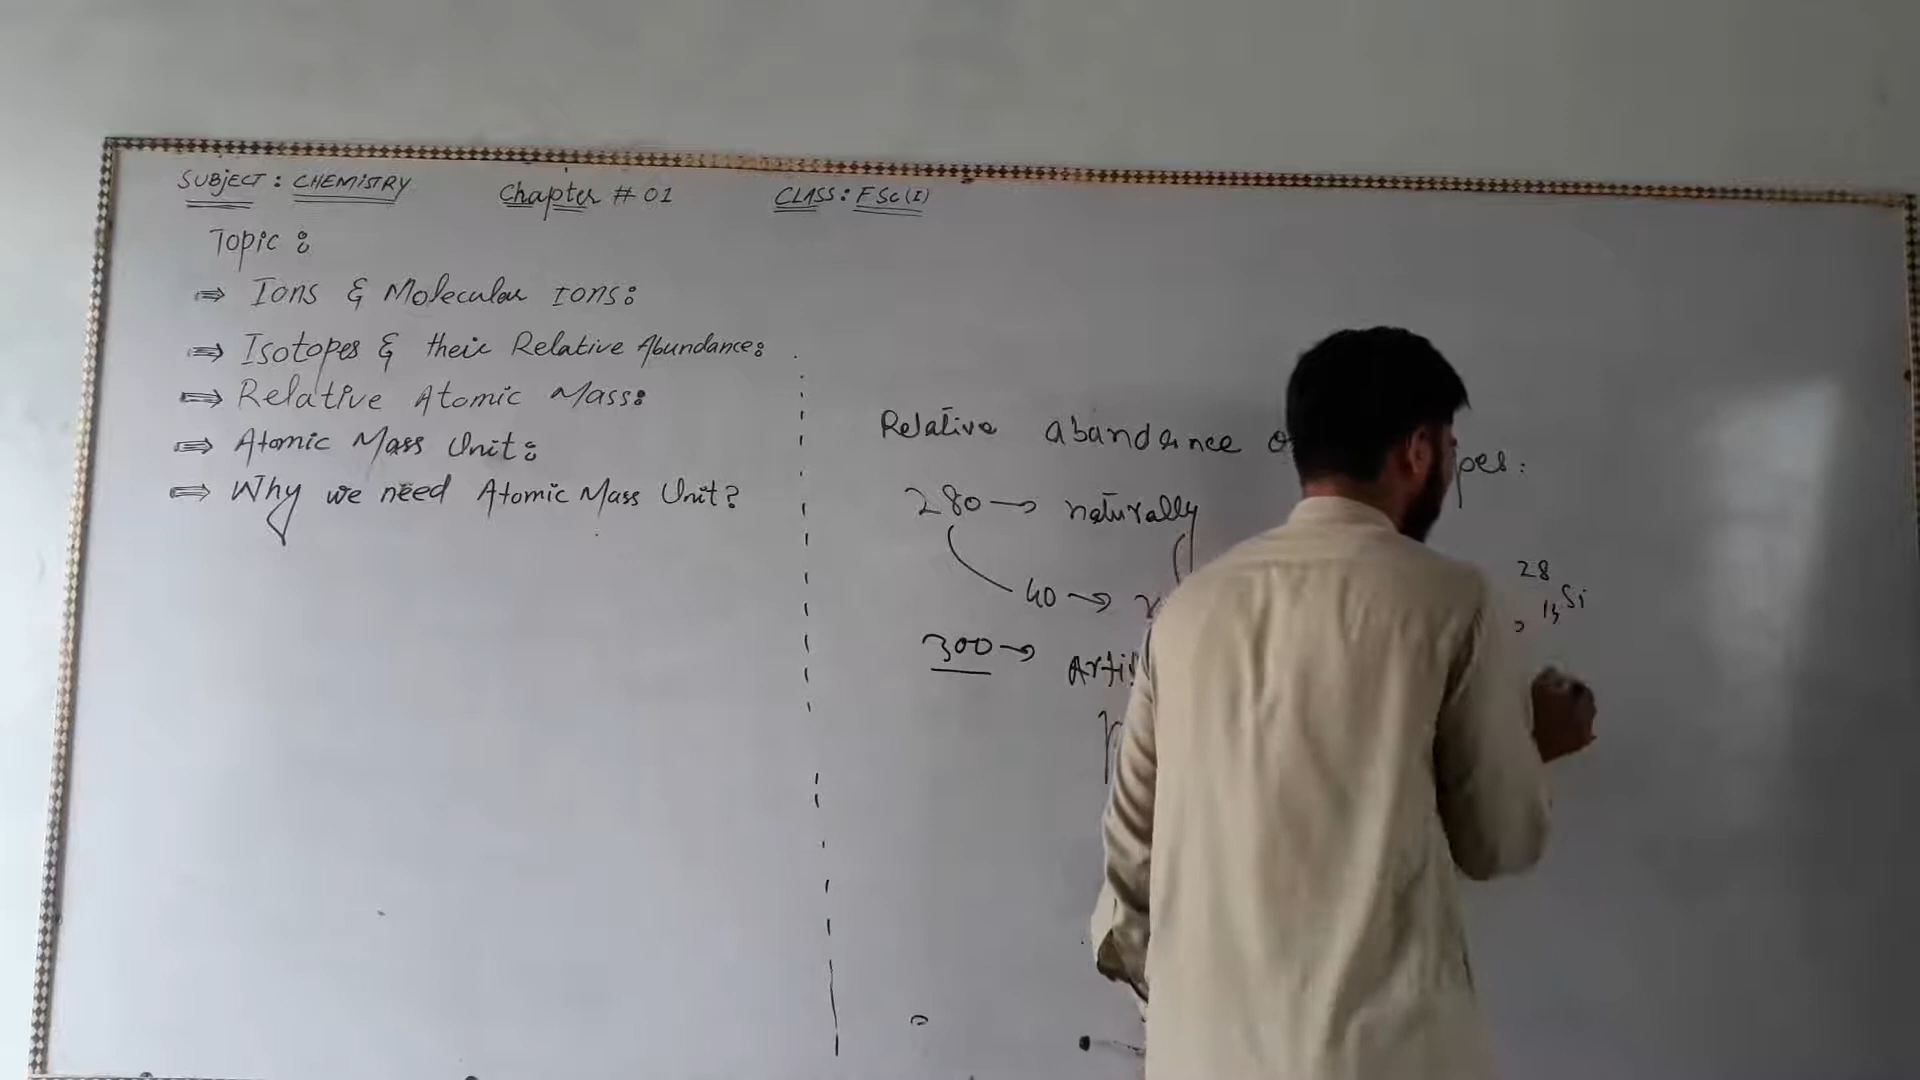 SUBJECT : CHEMISTRY Chapter # 01 CLASS : FSc(I)
Topic :
⇒ Ions & Molecular Ions:
⇒ Isotopes & their Relative Abundance:
⇒ Relative Atomic Mass:
⇒ Atomic Mass Unit:
⇒ Why we need Atomic Mass Unit?
Relative abundance
280 → naturally
40 →
300 →
28
Si